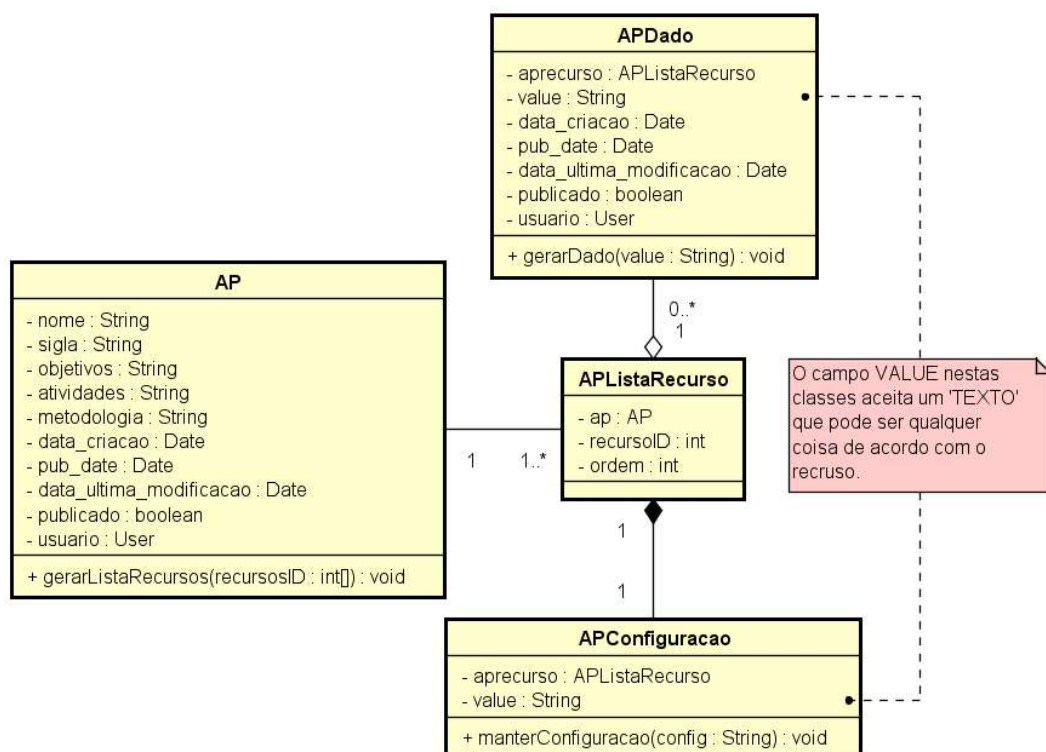 APDado
- aprecurso : APListaRecurso
- value : String
- data_criacao : Date
- pub_date : Date
- data_ultima_modificacao : Date
- publicado : boolean
- usuario : User
+ gerarDado(value : String) : void
AP
- nome : String
- sigla : String
- objetivos : String
- atividades : String
- metodologia : String
- data_criacao : Date
- pub_date : Date
- data_ultima_modificacao : Date
- publicado : boolean
- usuario : User
+ gerarListaRecursos(recursosID : int[]) : void
0..*
1
APListaRecurso
- ap : AP
- recursoID : int
- ordem : int
1
1..*
1
1
O campo VALUE nestas
classes aceita um 'TEXTO'
que pode ser qualquer
coisa de acordo com o
recruso.
APConfiguracao
- aprecurso : APListaRecurso
- value : String
+ manterConfiguracao(config : String) : void